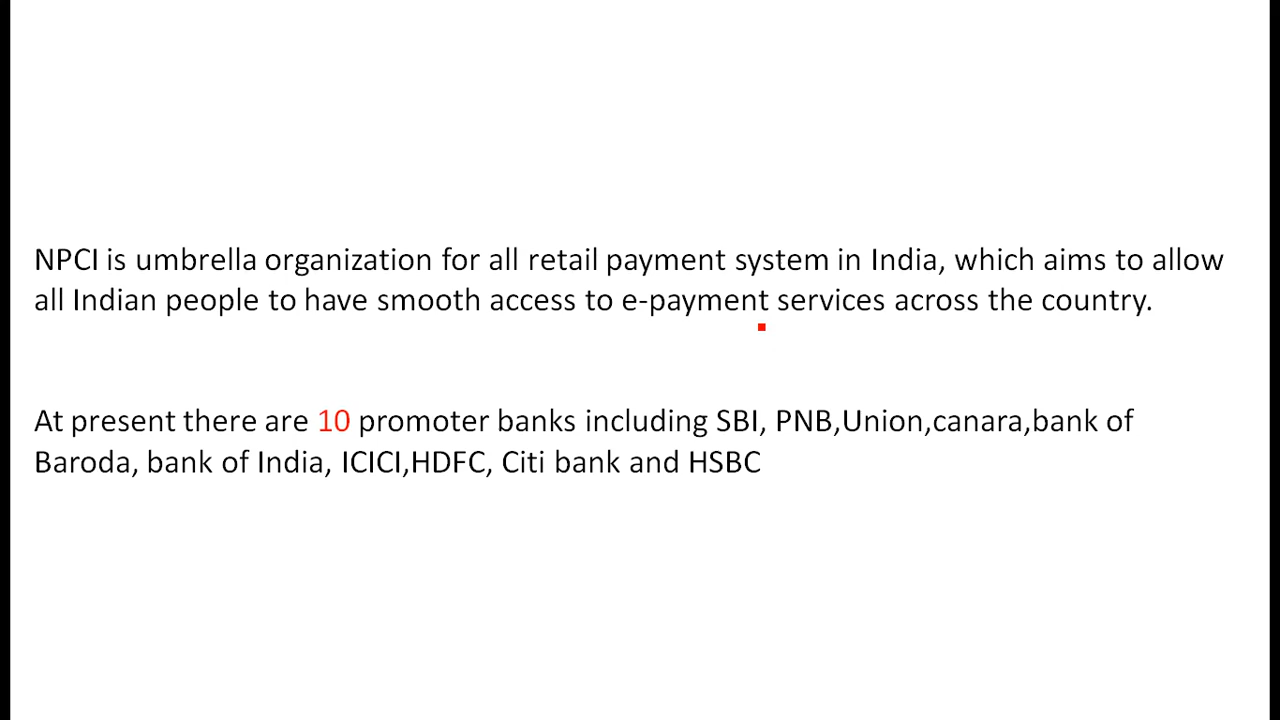 NPCI is umbrella organization for all retail payment system in India, which aims to allow
all Indian people to have smooth access to e-payment services across the country.
At present there are 10 promoter banks including SBI, PNB,Union,canara,bank of
Baroda, bank of India, ICICI,HDFC, Citi bank and HSBC